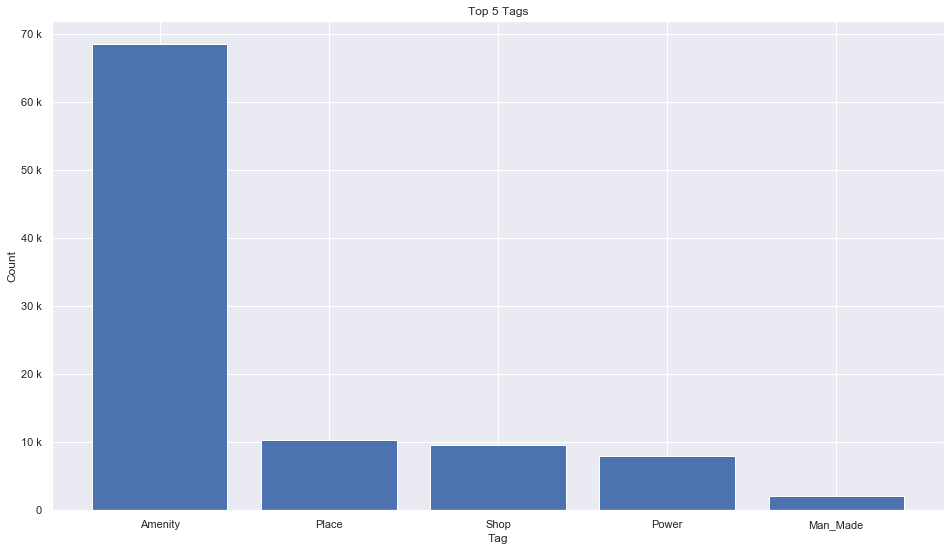 Top 5 Tags
70 k
60 k
50 k
40 k
30 k
20 k
10 k
0
Count
Amenity Place Shop Power Man_Made
Tag